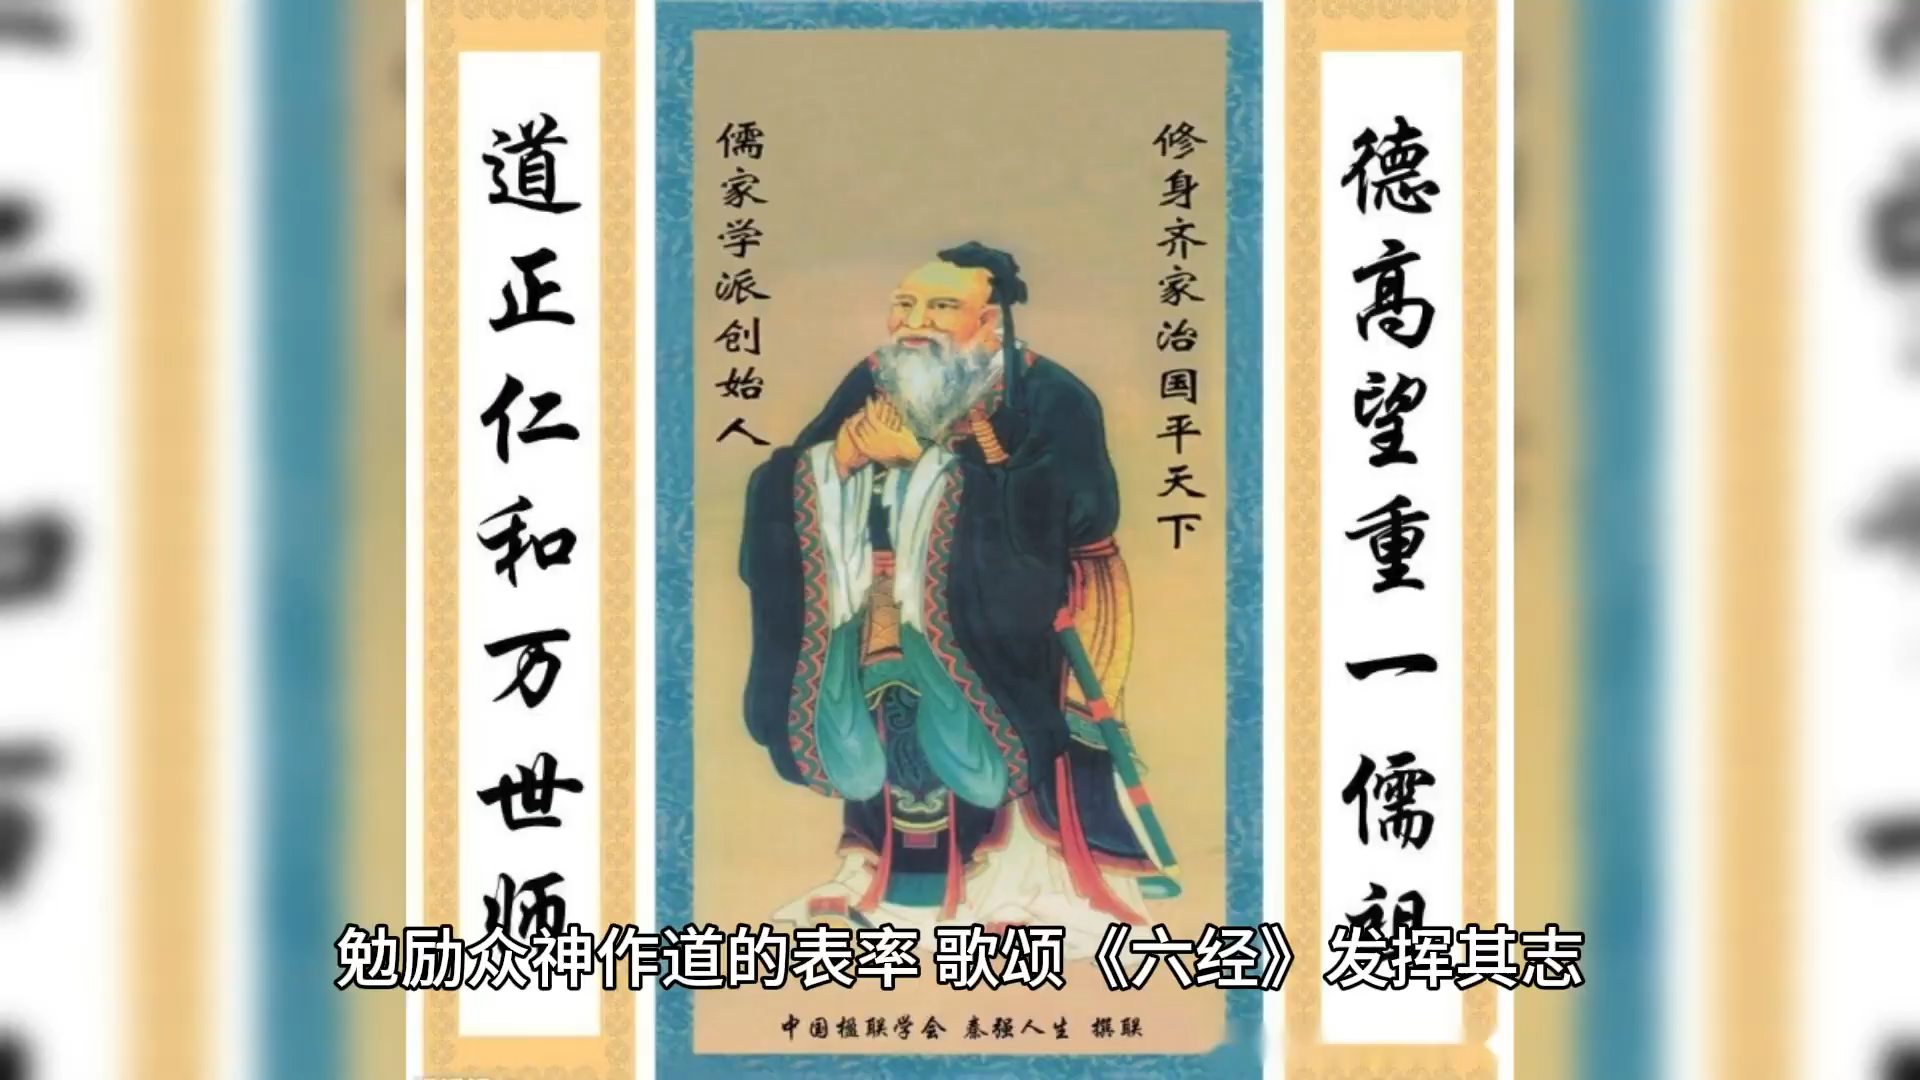 德高望重一儒祖
修身齐家治国平天下
儒家学派创始人
道正仁和万世师
勉励众神作道的表率 歌颂《六经》发挥其志
中国楹联学会 秦强人生 撰联